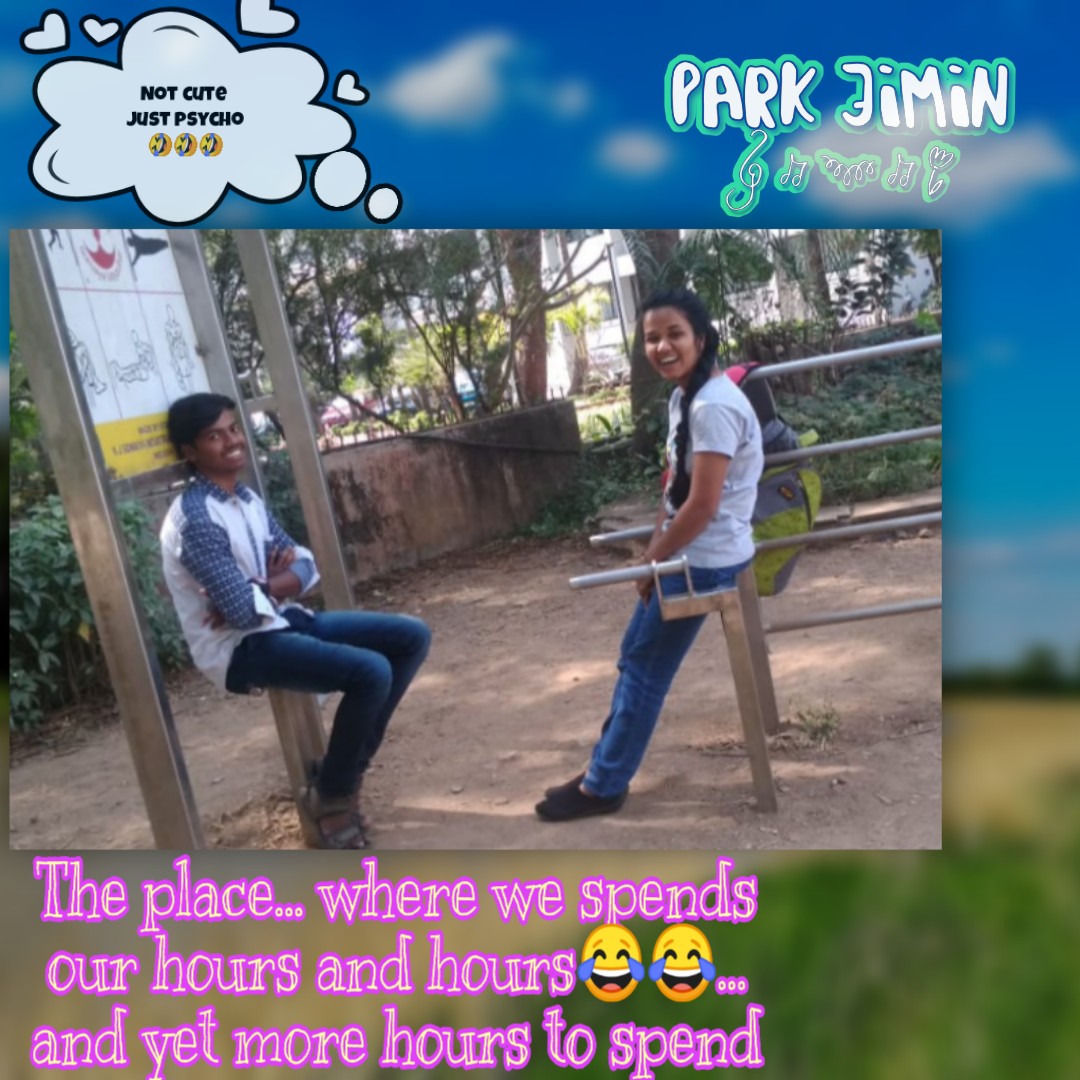 NOT CUTE
JUST PSYCHO
🤣🤣🤣
PARK JIMIN
The place... where we spends
our hours and hours😂😂...
and yet more hours to spend